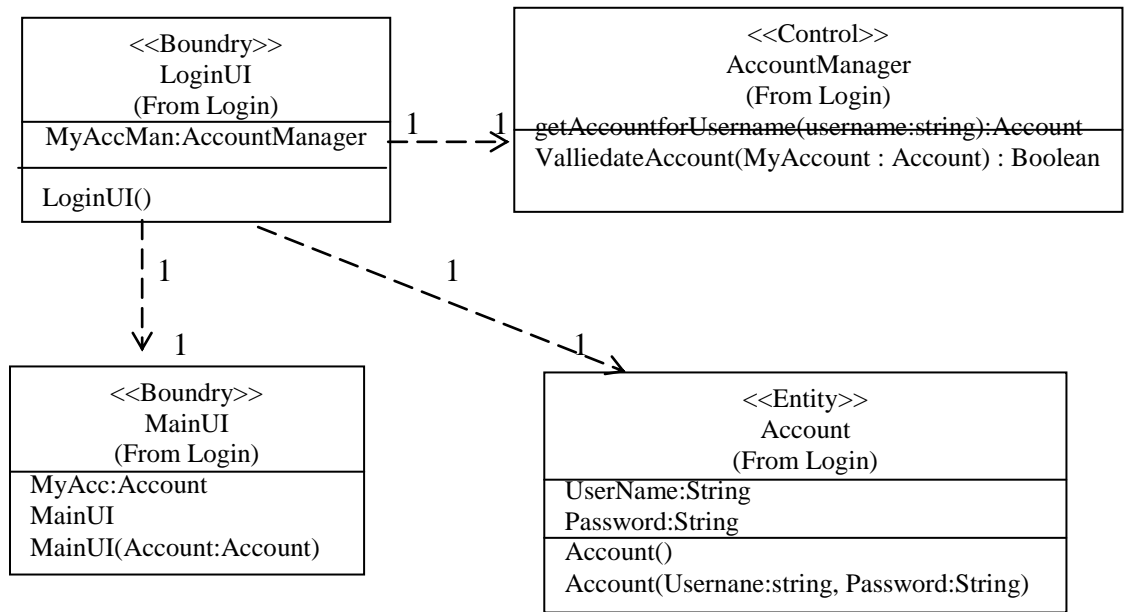 <<Boundry>>
LoginUI
(From Login)
MyAccMan:AccountManager
LoginUI()
1
1
<<Control>>
AccountManager
(From Login)
getAccountforUsername(username:string):Account
ValliedateAccount(MyAccount : Account) : Boolean
1
1
1
1
<<Boundry>>
MainUI
(From Login)
MyAcc:Account
MainUI
MainUI(Account:Account)
<<Entity>>
Account
(From Login)
UserName:String
Password:String
Account()
Account(Usernane:string, Password:String)